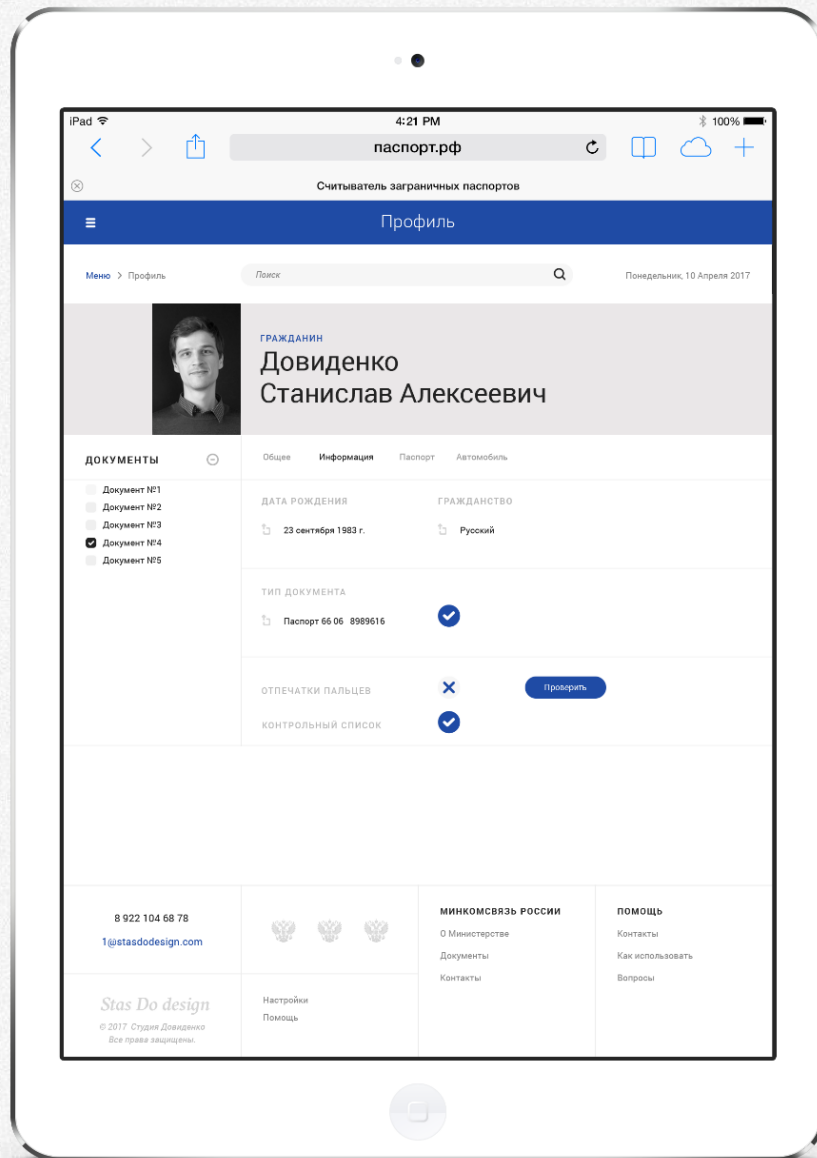 iPad 4:21 PM 100%
паспорт.рф
Считыватель заграничных паспортов
Профиль
Меню > Профиль Поиск Понедельник, 10 Апреля 2017
ГРАЖДАНИН
Довиденко
Станислав Алексеевич
ДОКУМЕНТЫ
Документ №1
Документ №2
Документ №3
Документ №4
Документ №5
Общее Информация Паспорт Автомобиль
ДАТА РОЖДЕНИЯ ГРАЖДАНСТВО
23 сентября 1983 г. Русский
ТИП ДОКУМЕНТА
Паспорт 66 06 8989616
ОТПЕЧАТКИ ПАЛЬЦЕВ Проверить
КОНТРОЛЬНЫЙ СПИСОК
8 922 104 68 78
1@stasdodesign.com
Stas Do design
© 2017 Студия Довиденко
Все права защищены.
Настройки
Помощь
МИНКОМСВЯЗЬ РОССИИ
О Министерстве
Документы
Контакты
ПОМОЩЬ
Контакты
Как использовать
Вопросы